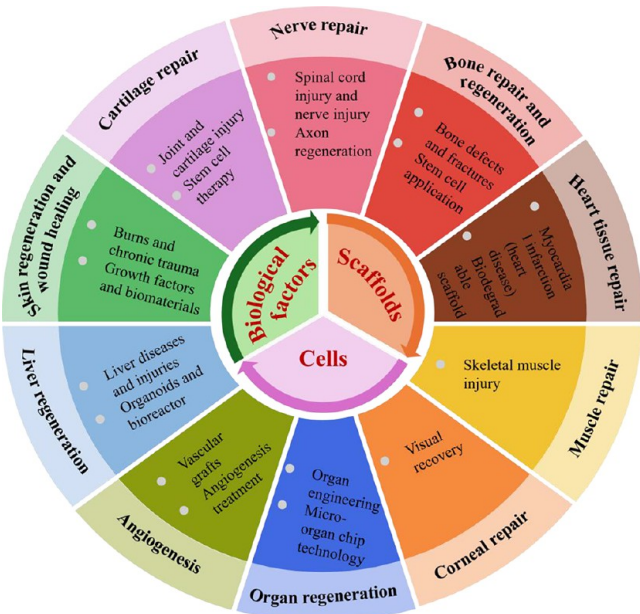 Nerve repair
Spinal cord
injury and
nerve injury
Axon
regeneration
Bone repair and
regeneration
Bone defects
and fractures
Stem cell
application
Heart tissue repair
Myocardia
l infarction
(heart
disease)
Biodegrad
able
scaffold
Muscle repair
Skeletal muscle
injury
Corneal repair
Visual
recovery
Organ regeneration
Organ
engineering
Micro-
organ chip
technology
Angiogenesis
Vascular
grafts
Angiogenesis
treatment
Liver regeneration
Liver diseases
and injuries
Organoids and
bioreactor
Skin regeneration and
wound healing
Burns and
chronic trauma
Growth factors
and biomaterials
Cartilage repair
Joint and
cartilage injury
Stem cell
therapy
Biological
factors
Scaffolds
Cells